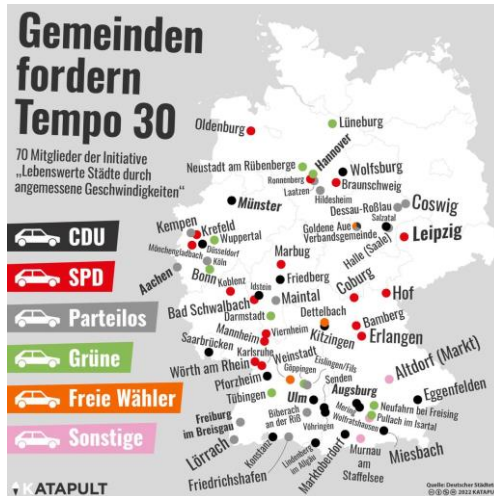 Gemeinden
fordern
Tempo 30
70 Mitglieder der Initiative
„Lebenswerte Städte durch
angemessene Geschwindigkeiten“
CDU
SPD
Parteilos
Grüne
Freie Wähler
Sonstige
Oldenburg
Lüneburg
Hannover
Neustadt am Rübenberge
Ronnenberg
Laatzen
Wolfsburg
Braunschweig
Hildesheim
Münster
Dessau-Roßlau
Coswig
Salzatal
Goldene Aue
Verbandsgemeinde
Halle (Saale)
Leipzig
Kempen
Krefeld
Wuppertal
Mönchengladbach
Düsseldorf
Köln
Aachen
Bonn
Koblenz
Marbug
Idstein
Friedberg
Bad Schwalbach
Maintal
Darmstadt
Coburg
Hof
Dettelbach
Bamberg
Kitzingen
Erlangen
Mannheim
Viernheim
Saarbrücken
Karlsruhe
Wörth am Rhein
Weinstadt
Eislingen/Fils
Göppingen
Pforzheim
Senden
Altdorf (Markt)
Tübingen
Ulm
Augsburg
Eggenfelden
Mering
Neufahrn bei Freising
Biberach
an der Riß
Wolfratshausen
Pullach im Isartal
Freiburg
im Breisgau
Vöhringen
Lörrach
Konstanz
Lindenberg
im Allgäu
Marktoberdorf
Murnau
am
Staffelsee
Miesbach
Friedrichshafen
KATAPULT
Quelle: Deutscher Städtetag
2022 KATAPULT